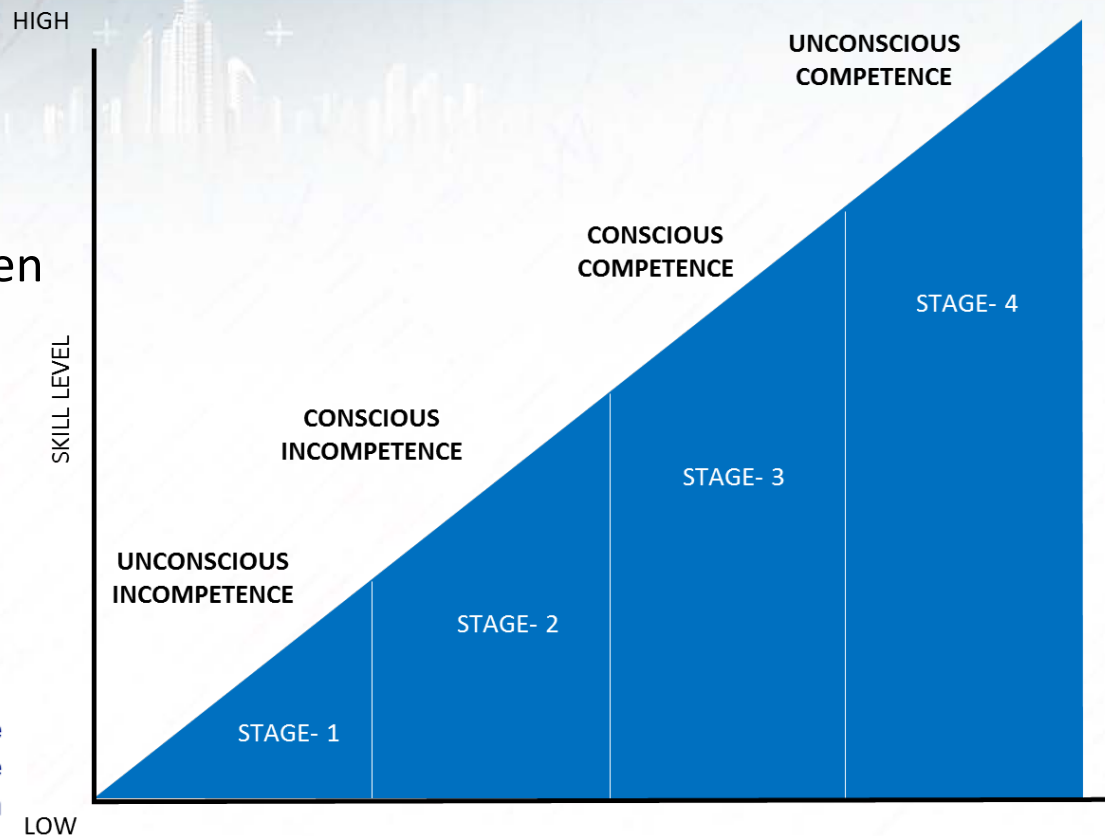 HIGH
UNCONSCIOUS
COMPETENCE
CONSCIOUS
COMPETENCE
en
STAGE- 4
SKILL LEVEL
CONSCIOUS
INCOMPETENCE
STAGE- 3
UNCONSCIOUS
INCOMPETENCE
STAGE- 2
STAGE- 1
LOW